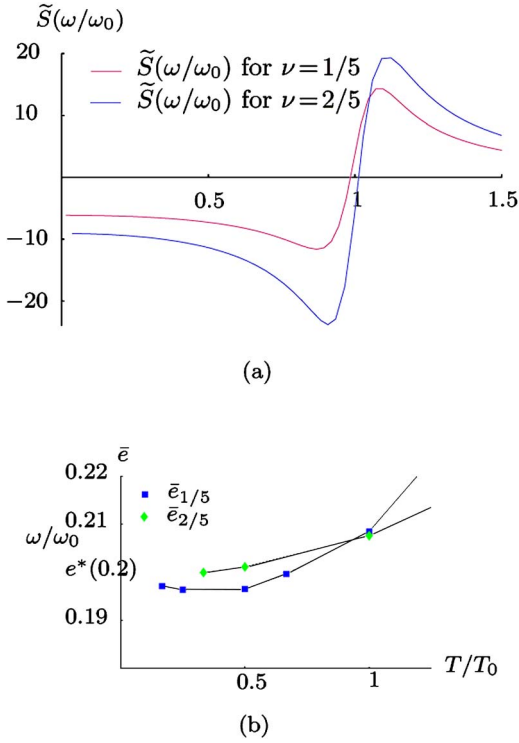 S̃(ω/ω₀)
20
S̃(ω/ω₀) for ν=1/5
S̃(ω/ω₀) for ν=2/5
10
0.5 1 1.5
−10
−20
(a)
ē
0.22
ē₁/₅
ē₂/₅
0.21
ω/ω₀
e*(0.2)
0.19
0.5 1 T/T₀
(b)